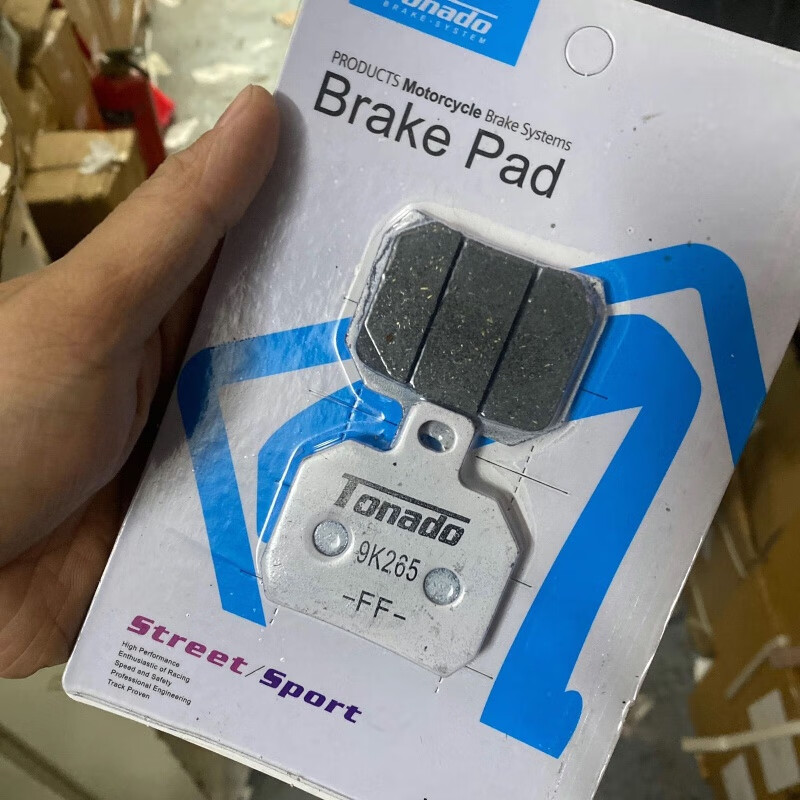 Tonado
BRAKE-SYSTEM
PRODUCTS Motorcycle Brake Systems
Brake Pad
Tonado
9K265
-FF-
Street/Sport
High Performance
Enthusiastic of Racing
Speed and Safety
Professional Engineering
Track Proven